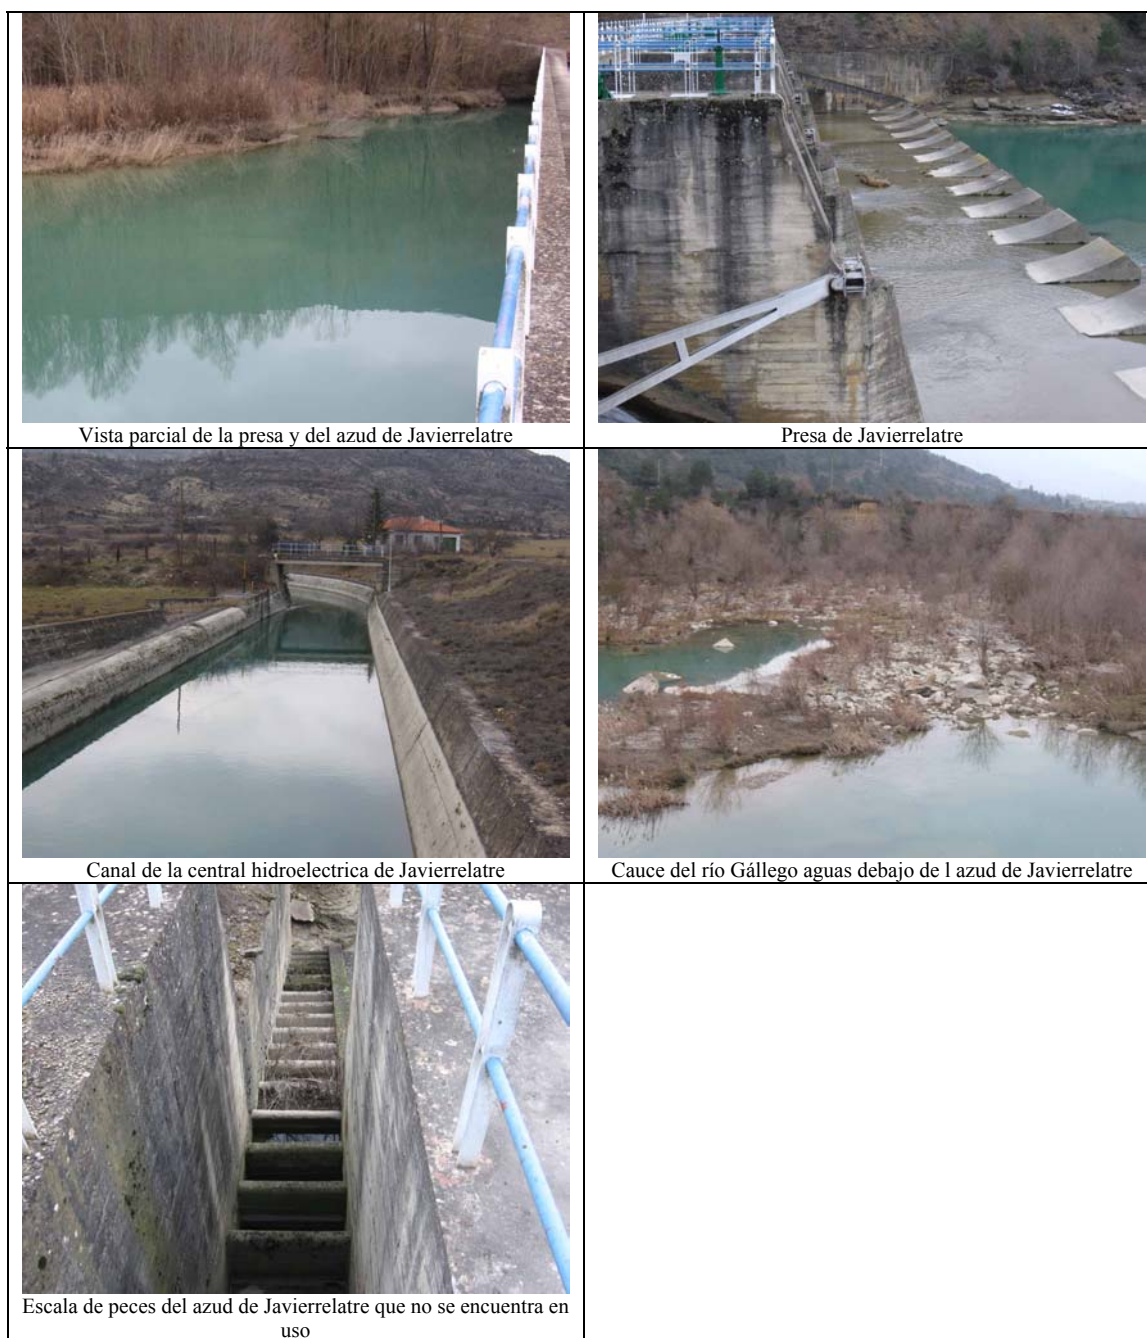 Vista parcial de la presa y del azud de Javierrelatre
Presa de Javierrelatre
Canal de la central hidroelectrica de Javierrelatre
Cauce del río Gállego aguas debajo de l azud de Javierrelatre
Escala de peces del azud de Javierrelatre que no se encuentra en
uso